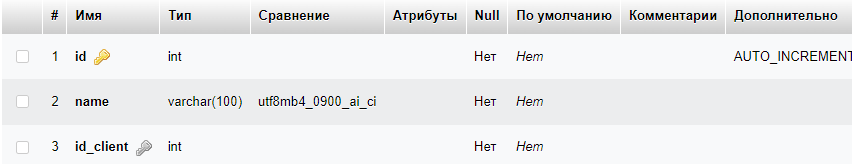 # Имя Тип Сравнение Атрибуты Null По умолчанию Комментарии Дополнительно
1 id int Нет Нет AUTO_INCREMENT
2 name varchar(100) utf8mb4_0900_ai_ci Нет Нет
3 id_client int Нет Нет